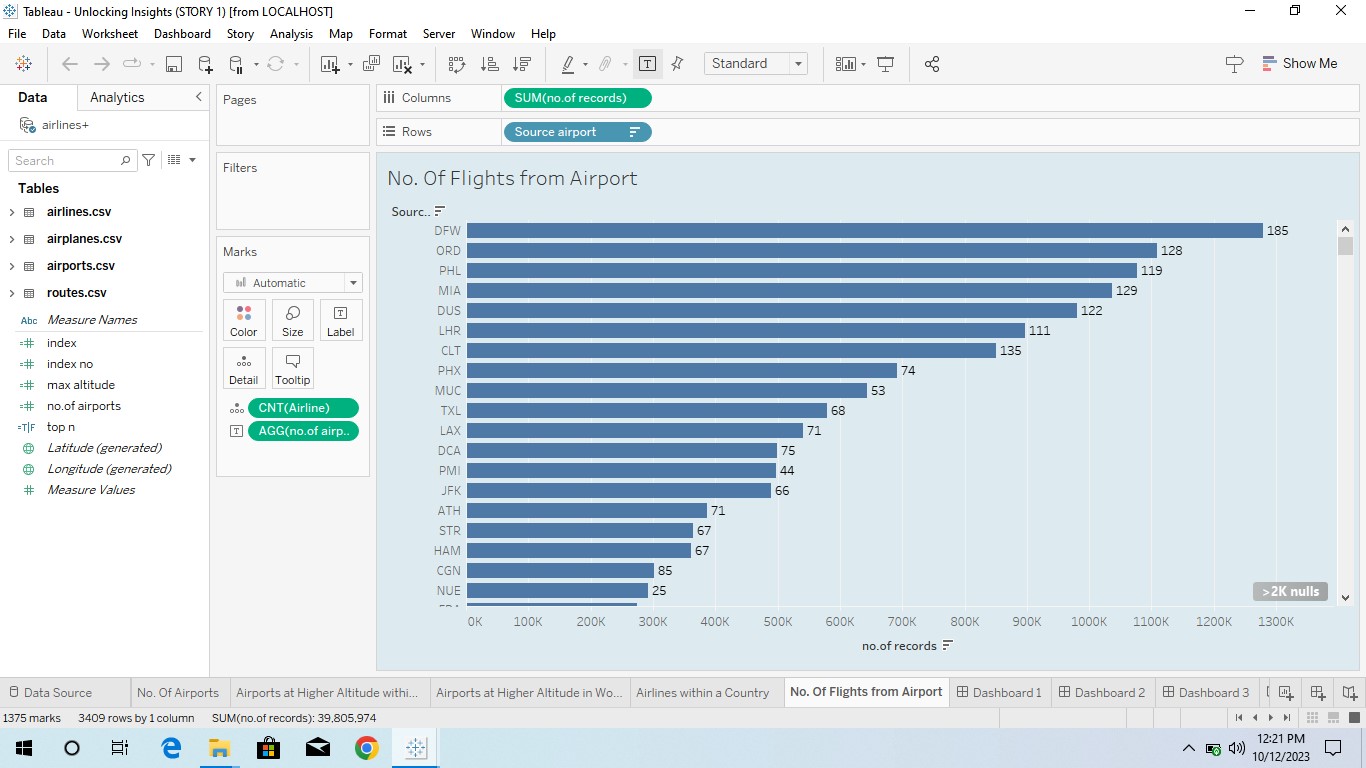 Tableau - Unlocking Insights (STORY 1) [from LOCALHOST]
File Data Worksheet Dashboard Story Analysis Map Format Server Window Help
Standard
Show Me
Data Analytics
airlines+
Search
Tables
airlines.csv
airplanes.csv
airports.csv
routes.csv
Abc Measure Names
index
index no
max altitude
no.of airports
T|F top n
Latitude (generated)
Longitude (generated)
Measure Values
Pages
Filters
Marks
Automatic
Color Size Label
Detail Tooltip
CNT(Airline)
AGG(no.of airp..
Columns SUM(no.of records)
Rows Source airport
No. Of Flights from Airport
Sourc..
DFW 185
ORD 128
PHL 119
MIA 129
DUS 122
LHR 111
CLT 135
PHX 74
MUC 53
TXL 68
LAX 71
DCA 75
PMI 44
JFK 66
ATH 71
STR 67
HAM 67
CGN 85
NUE 25
>2K nulls
0K 100K 200K 300K 400K 500K 600K 700K 800K 900K 1000K 1100K 1200K 1300K
no.of records
Data Source No. Of Airports Airports at Higher Altitude withi... Airports at Higher Altitude in Wo... Airlines within a Country No. Of Flights from Airport Dashboard 1 Dashboard 2 Dashboard 3
1375 marks 3409 rows by 1 column SUM(no.of records): 39,805,974
12:21 PM
10/12/2023